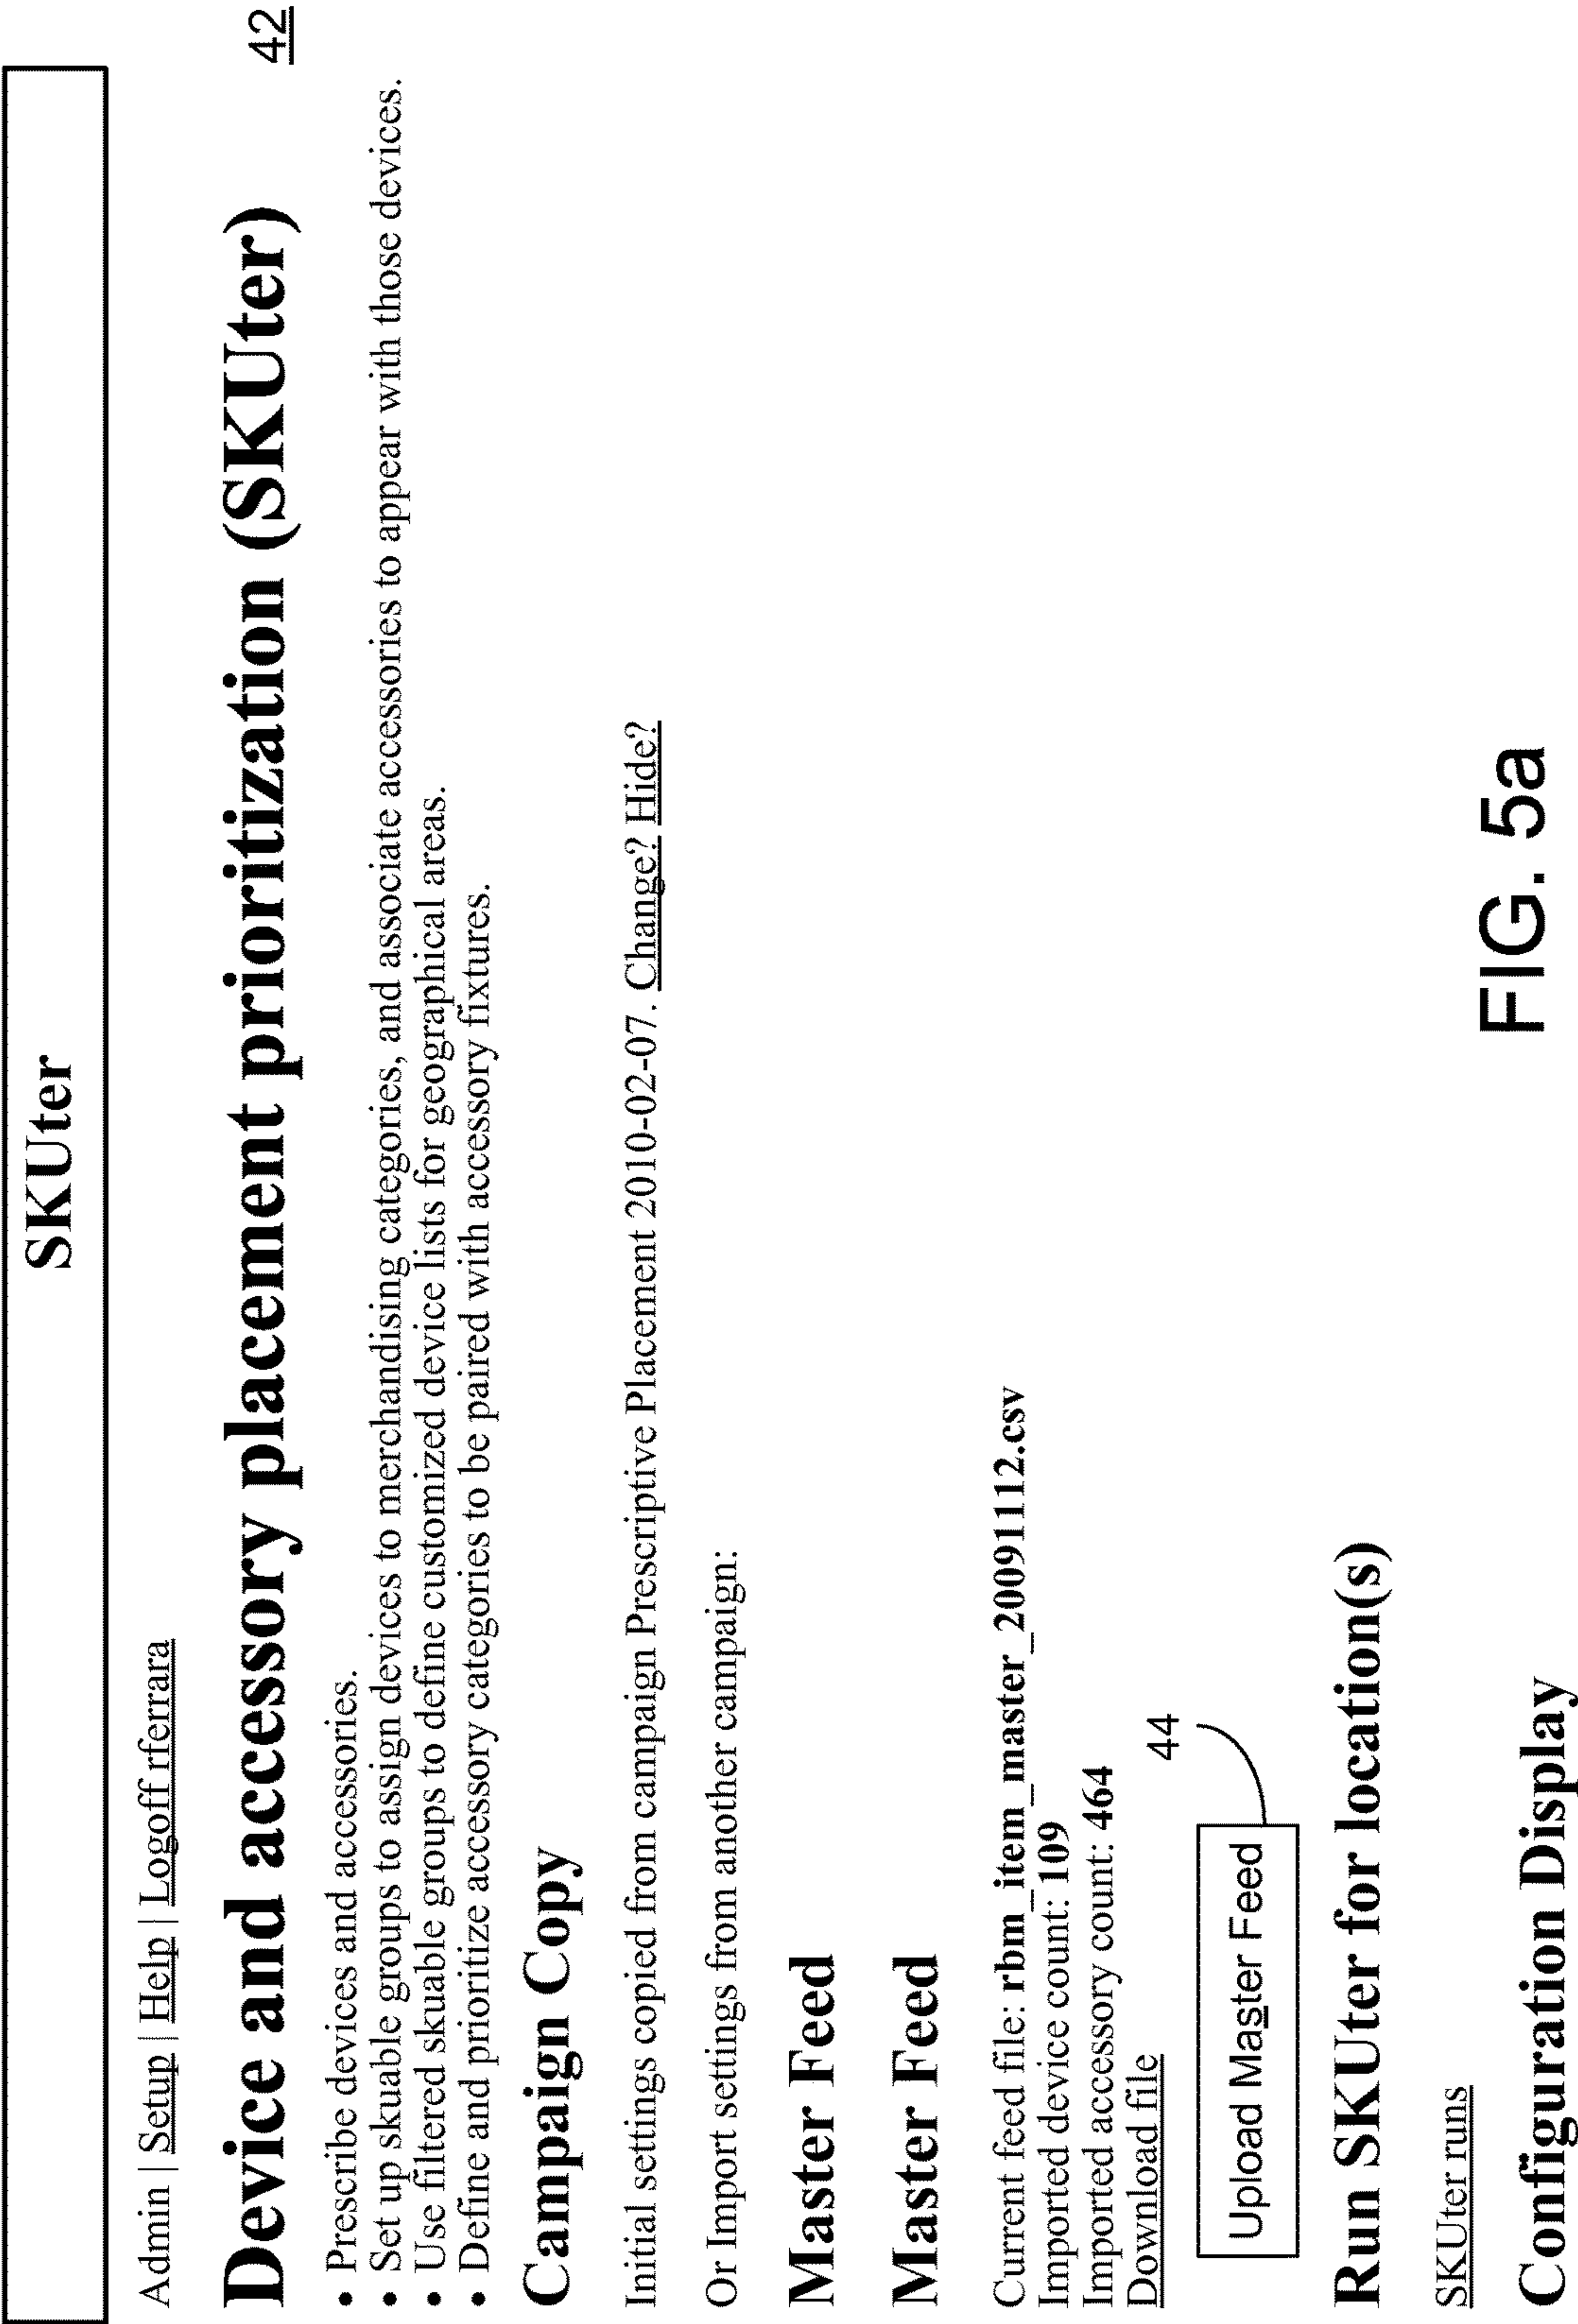 SKUter
42
Admin | Setup | Help | Logoff rferrara
Device and accessory placement prioritization (SKUter)
• Prescribe devices and accessories.
• Set up skuable groups to assign devices to merchandising categories, and associate accessories to appear with those devices.
• Use filtered skuable groups to define customized device lists for geographical areas.
• Define and prioritize accessory categories to be paired with accessory fixtures.
Campaign Copy
Initial settings copied from campaign Prescriptive Placement 2010-02-07. Change? Hide?
Or Import settings from another campaign:
Master Feed
Master Feed
Current feed file: rbm_item_master_20091112.csv
Imported device count: 109
Imported accessory count: 464
Download file
44
Upload Master Feed
Run SKUter for location(s)
SKUter runs
Configuration Display
FIG. 5a